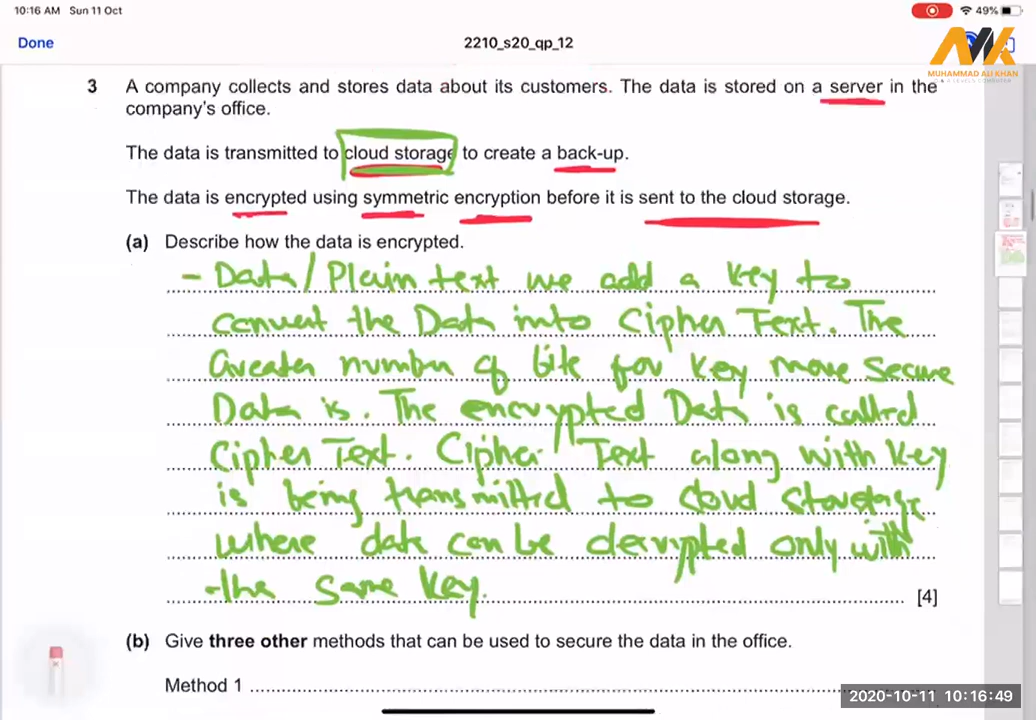 10:16 AM Sun 11 Oct
49%
Done
2210_s20_qp_12
MUHAMMAD ALI KHAN
3 A company collects and stores data about its customers. The data is stored on a server in the
company's office.
The data is transmitted to cloud storage to create a back-up.
The data is encrypted using symmetric encryption before it is sent to the cloud storage.
(a) Describe how the data is encrypted.
- Data/Plain text we add a key to
convert the Data into Cipher Text. The
Greater number of bits for key more secure
Data is. The encrypted Data is called
Cipher Text. Cipher Text along with key
is being transmitted to cloud
where data can be decrypted only with
the same key.
[4]
(b) Give three other methods that can be used to secure the data in the office.
Method 1
2020-10-11 10:16:49